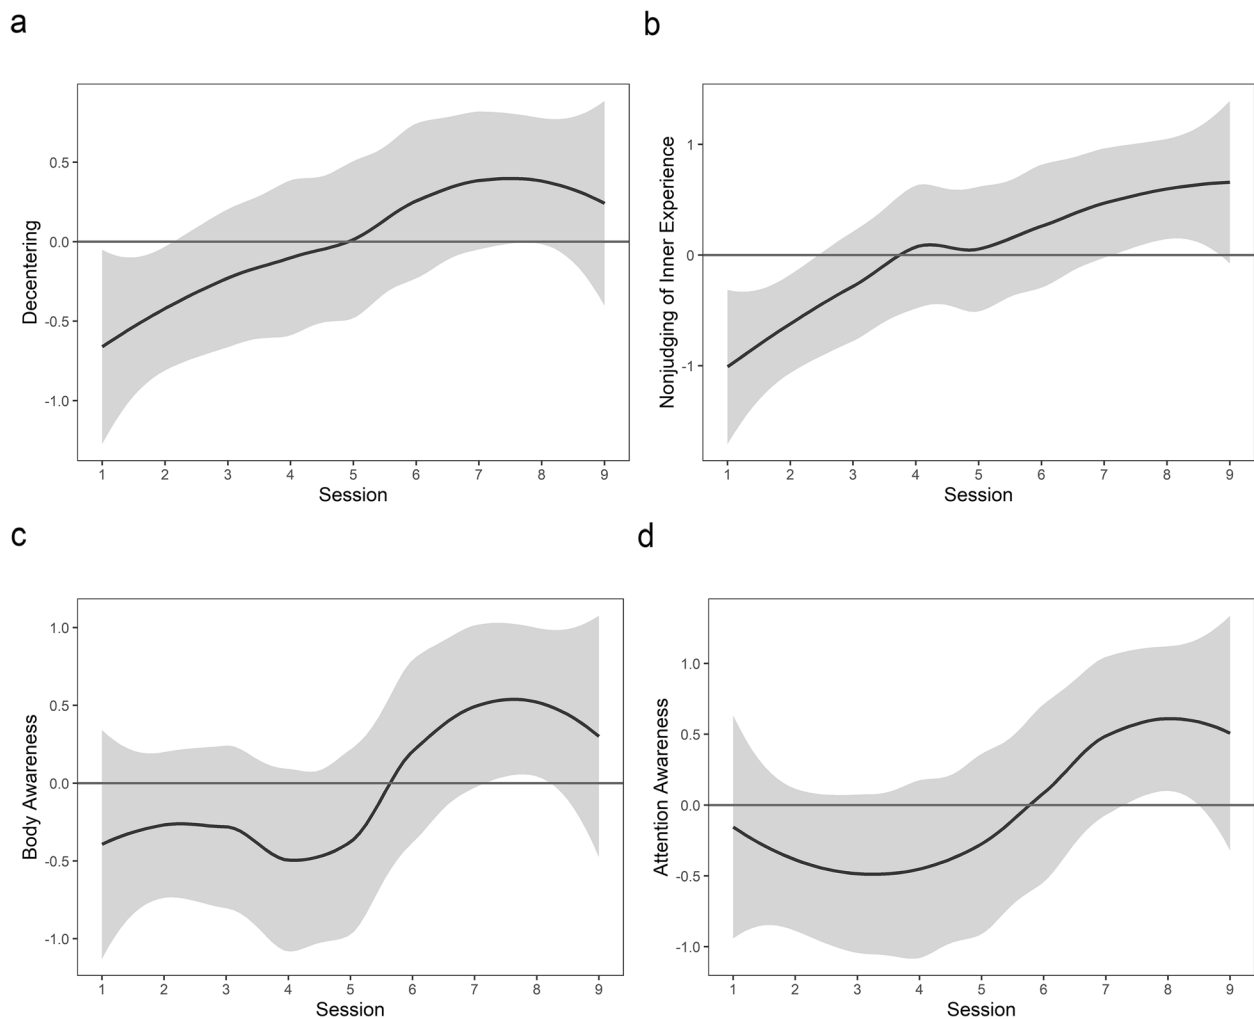 a
Decentering
0.5
0.0
-0.5
-1.0
1 2 3 4 5 6 7 8 9
Session
b
Nonjudging of Inner Experience
1
0
-1
1 2 3 4 5 6 7 8 9
Session
c
Body Awareness
1.0
0.5
0.0
-0.5
-1.0
1 2 3 4 5 6 7 8 9
Session
d
Attention Awareness
1.0
0.5
0.0
-0.5
-1.0
1 2 3 4 5 6 7 8 9
Session